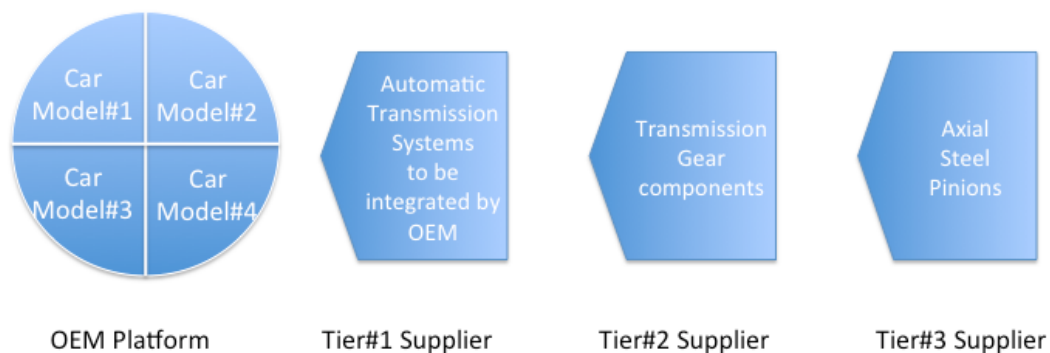 Car
Model#1
Car
Model#2
Car
Model#3
Car
Model#4
Automatic
Transmission
Systems
to be
integrated by
OEM
Transmission
Gear
components
Axial
Steel
Pinions
OEM Platform
Tier#1 Supplier
Tier#2 Supplier
Tier#3 Supplier